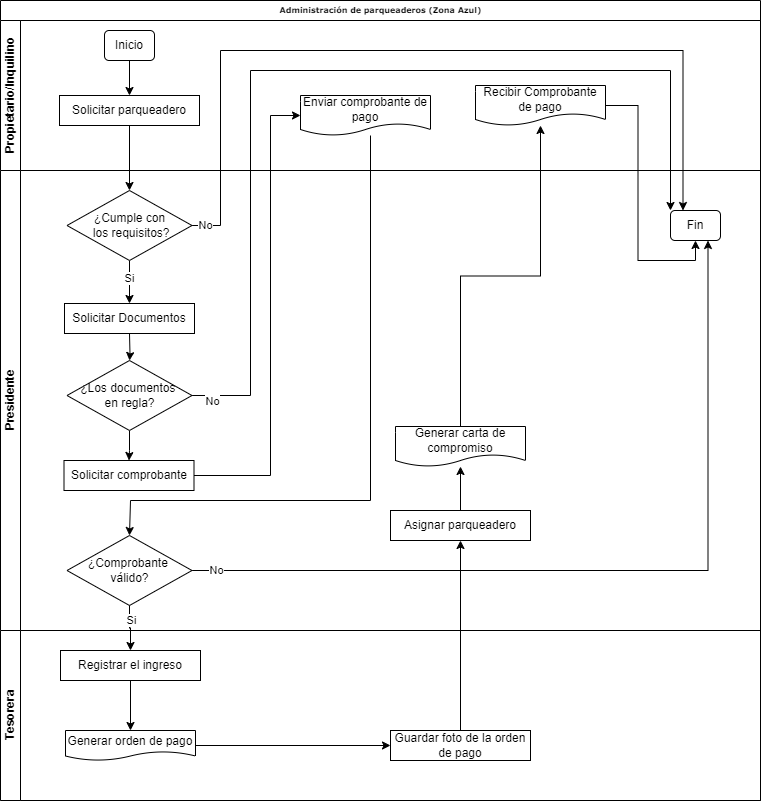 Administración de parqueaderos (Zona Azul)
Propietario/Inquilino
Inicio
Solicitar parqueadero
Enviar comprobante de
pago
Recibir Comprobante
de pago
Presidente
¿Cumple con
los requisitos?
No
Si
Fin
Solicitar Documentos
¿Los documentos
en regla?
No
Solicitar comprobante
Generar carta de
compromiso
Asignar parqueadero
¿Comprobante
válido?
No
Si
Tesorera
Registrar el ingreso
Generar orden de pago
Guardar foto de la orden
de pago